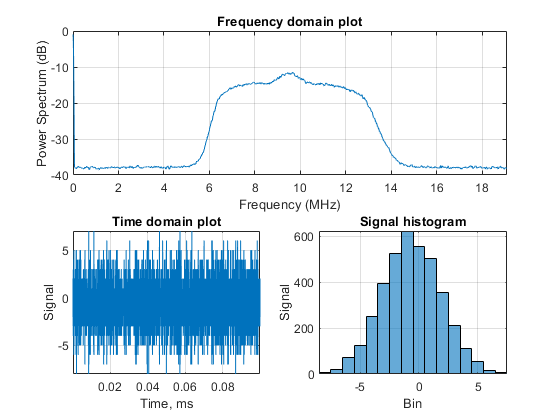 Frequency domain plot
Power Spectrum (dB)
0
-10
-20
-30
-40
0 2 4 6 8 10 12 14 16 18
Frequency (MHz)
Time domain plot
Signal
5
0
-5
0.02 0.04 0.06 0.08
Time, ms
Signal histogram
Signal
600
400
200
0
-5 0 5
Bin